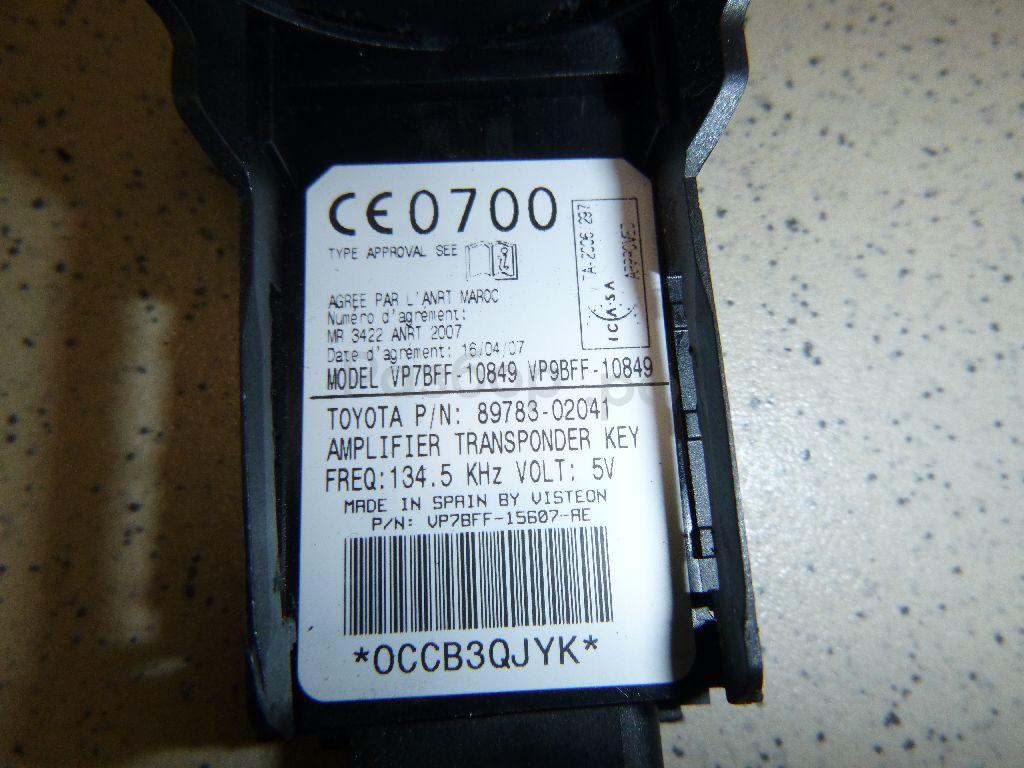 CE0700
TYPE APPROVAL SEE
AGREE PAR L'ANRT MAROC
Numéro d'agrément:
MR 3422 ANRT 2007
Date d'agrément: 16/04/07
TA-2006/297
APPROVED
ICASA
MODEL VP7BFF-10849 VP9BFF-10849
TOYOTA P/N: 89783-02041
AMPLIFIER TRANSPONDER KEY
FREQ:134.5 KHz VOLT: 5V
MADE IN SPAIN BY VISTEON
P/N: VP7BFF-15607-AE
*OCCB3QJYK*